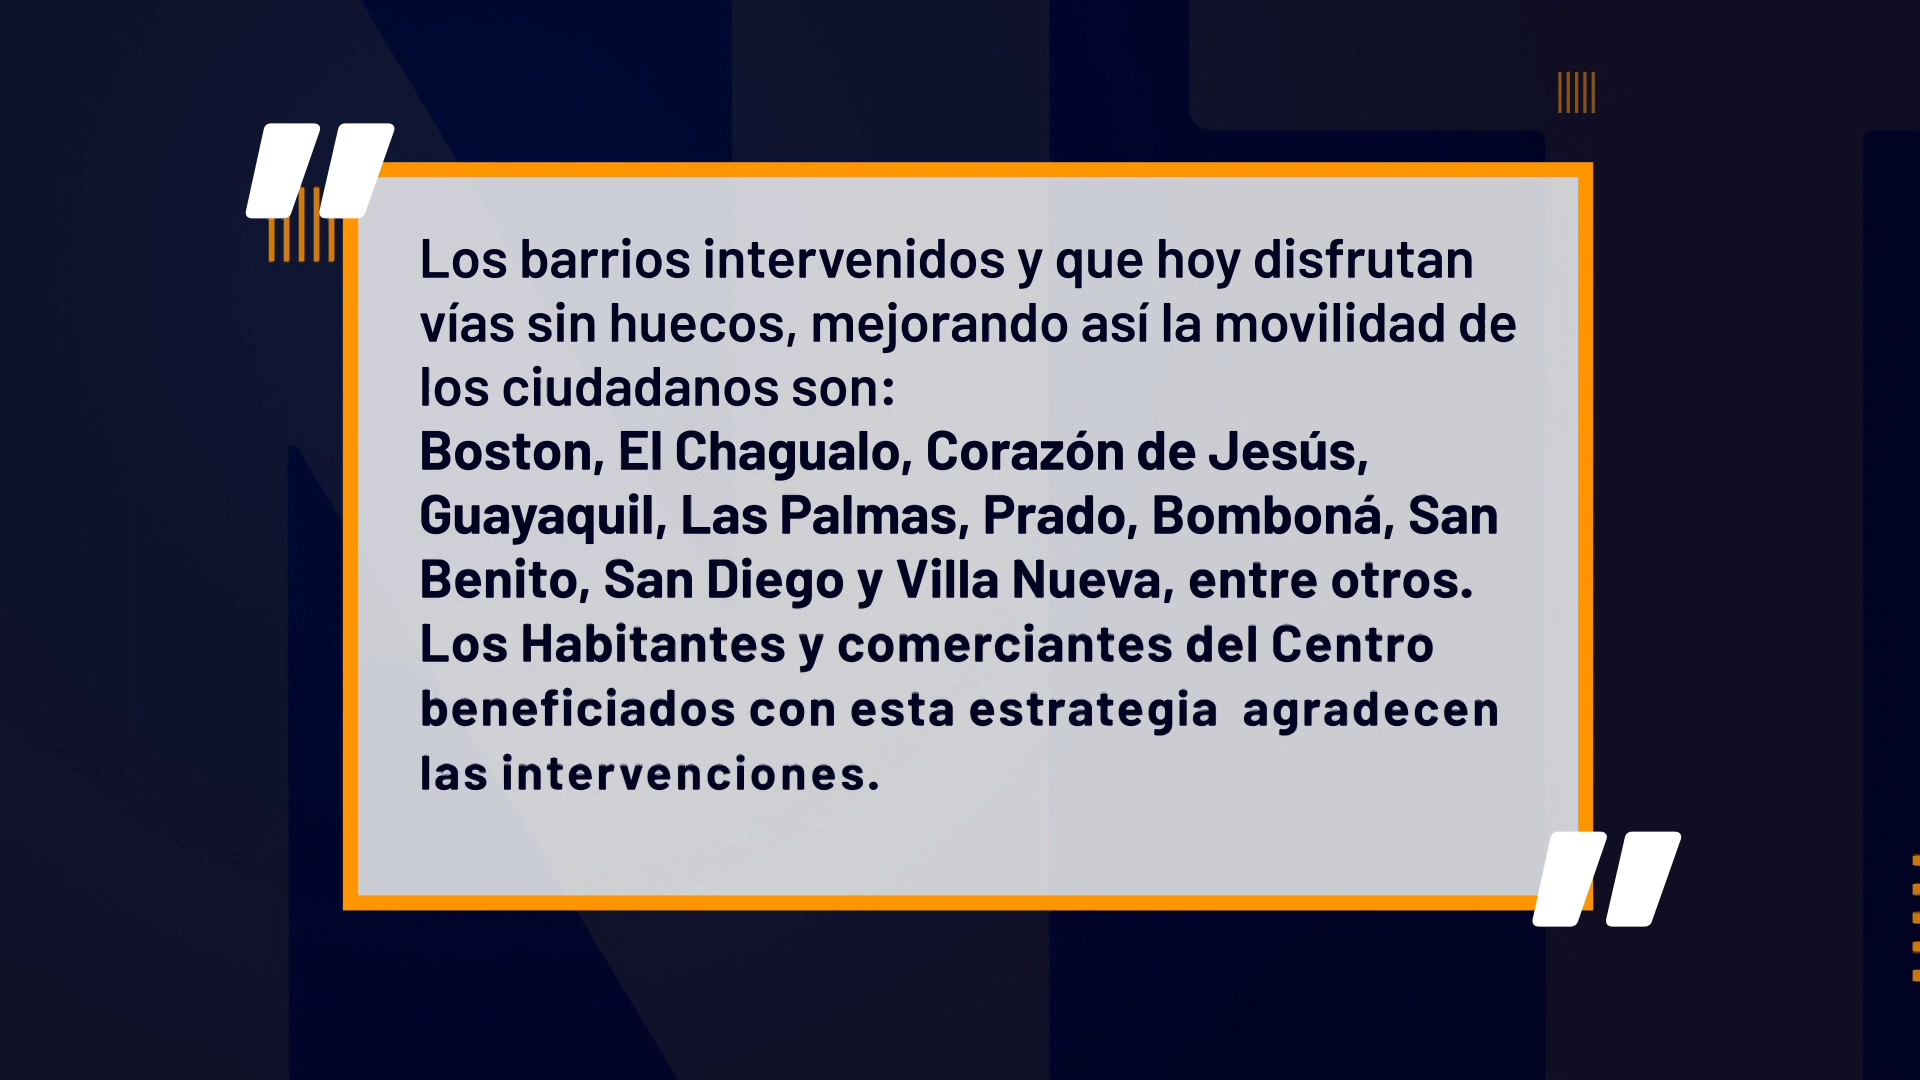 Los barrios intervenidos y que hoy disfrutan
vías sin huecos, mejorando así la movilidad de
los ciudadanos son:
Boston, El Chagualo, Corazón de Jesús,
Guayaquil, Las Palmas, Prado, Bomboná, San
Benito, San Diego y Villa Nueva, entre otros.
Los Habitantes y comerciantes del Centro
beneficiados con esta estrategia  agradecen
las intervenciones.